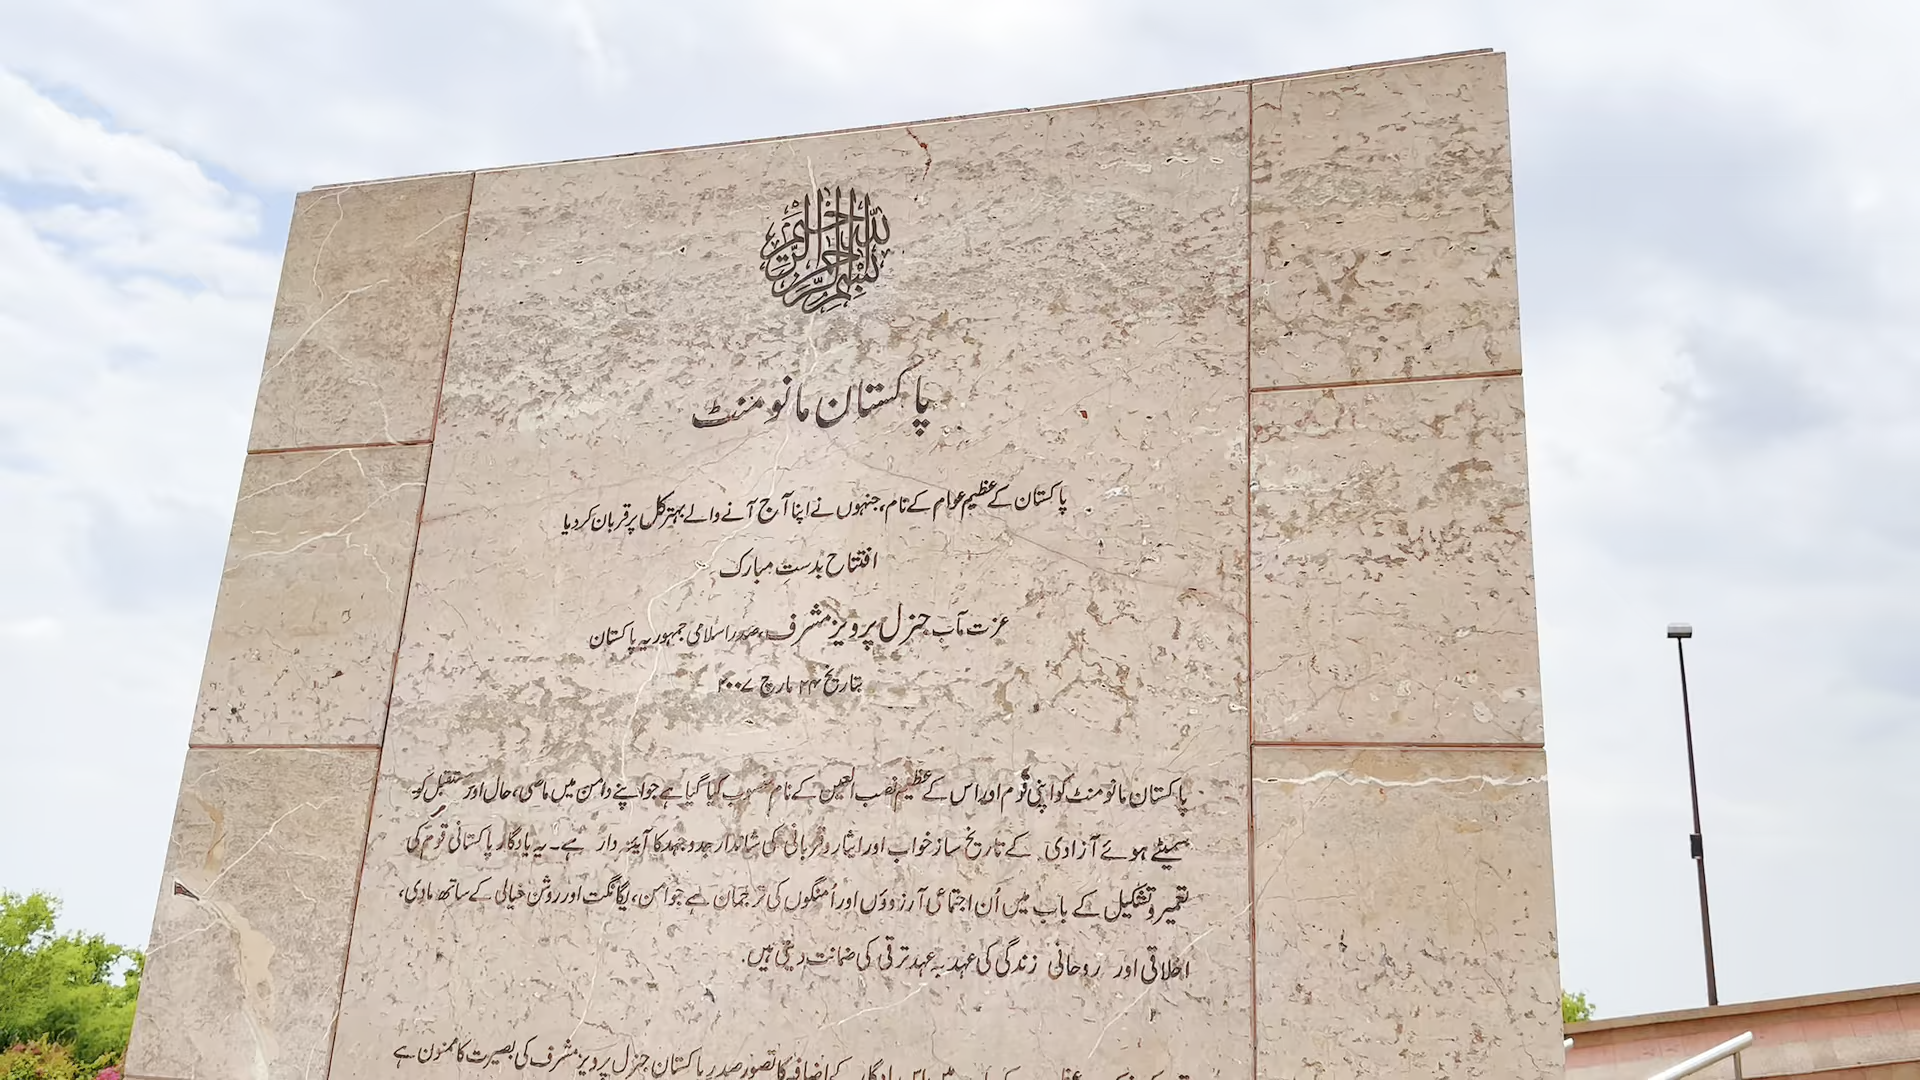 بسم اللہ الرحمن الرحیم
پاکستان مانومنٹ
پاکستان کے عظیم عوام کے نام، جنہوں نے اپنا آج آنے والے بہتر کل پر قربان کر دیا
افتتاح بدستِ مبارک
عزت مآب جنرل پرویز مشرف، صدر اسلامی جمہوریہ پاکستان
بتاریخ ۲۴ مارچ ۲۰۰۷
پاکستان مانومنٹ کو اپنی قوم اور اس کے عظیم نصب العین کے نام منسوب کیا گیا ہے جو اپنے دامن میں ماضی، حال اور مستقبل کو
سمیٹے ہوئے آزادی کے تاریخ ساز خواب اور ایثار و قربانی کی شاندار جدوجہد کا آئینہ دار ہے۔ یہ یادگار پاکستانی قوم کی
تعمیر و تشکیل کے باب میں اُن اجتماعی آرزوؤں اور اُمنگوں کی ترجمان ہے جو امن، یگانگت اور روشن خیالی کے ساتھ مادی،
اخلاقی اور روحانی زندگی کی عہد بہ عہد ترقی کی ضمانت دیتی ہیں۔
کا تصور صدر پاکستان جنرل پرویز مشرف کی بصیرت کا ممنون ہے